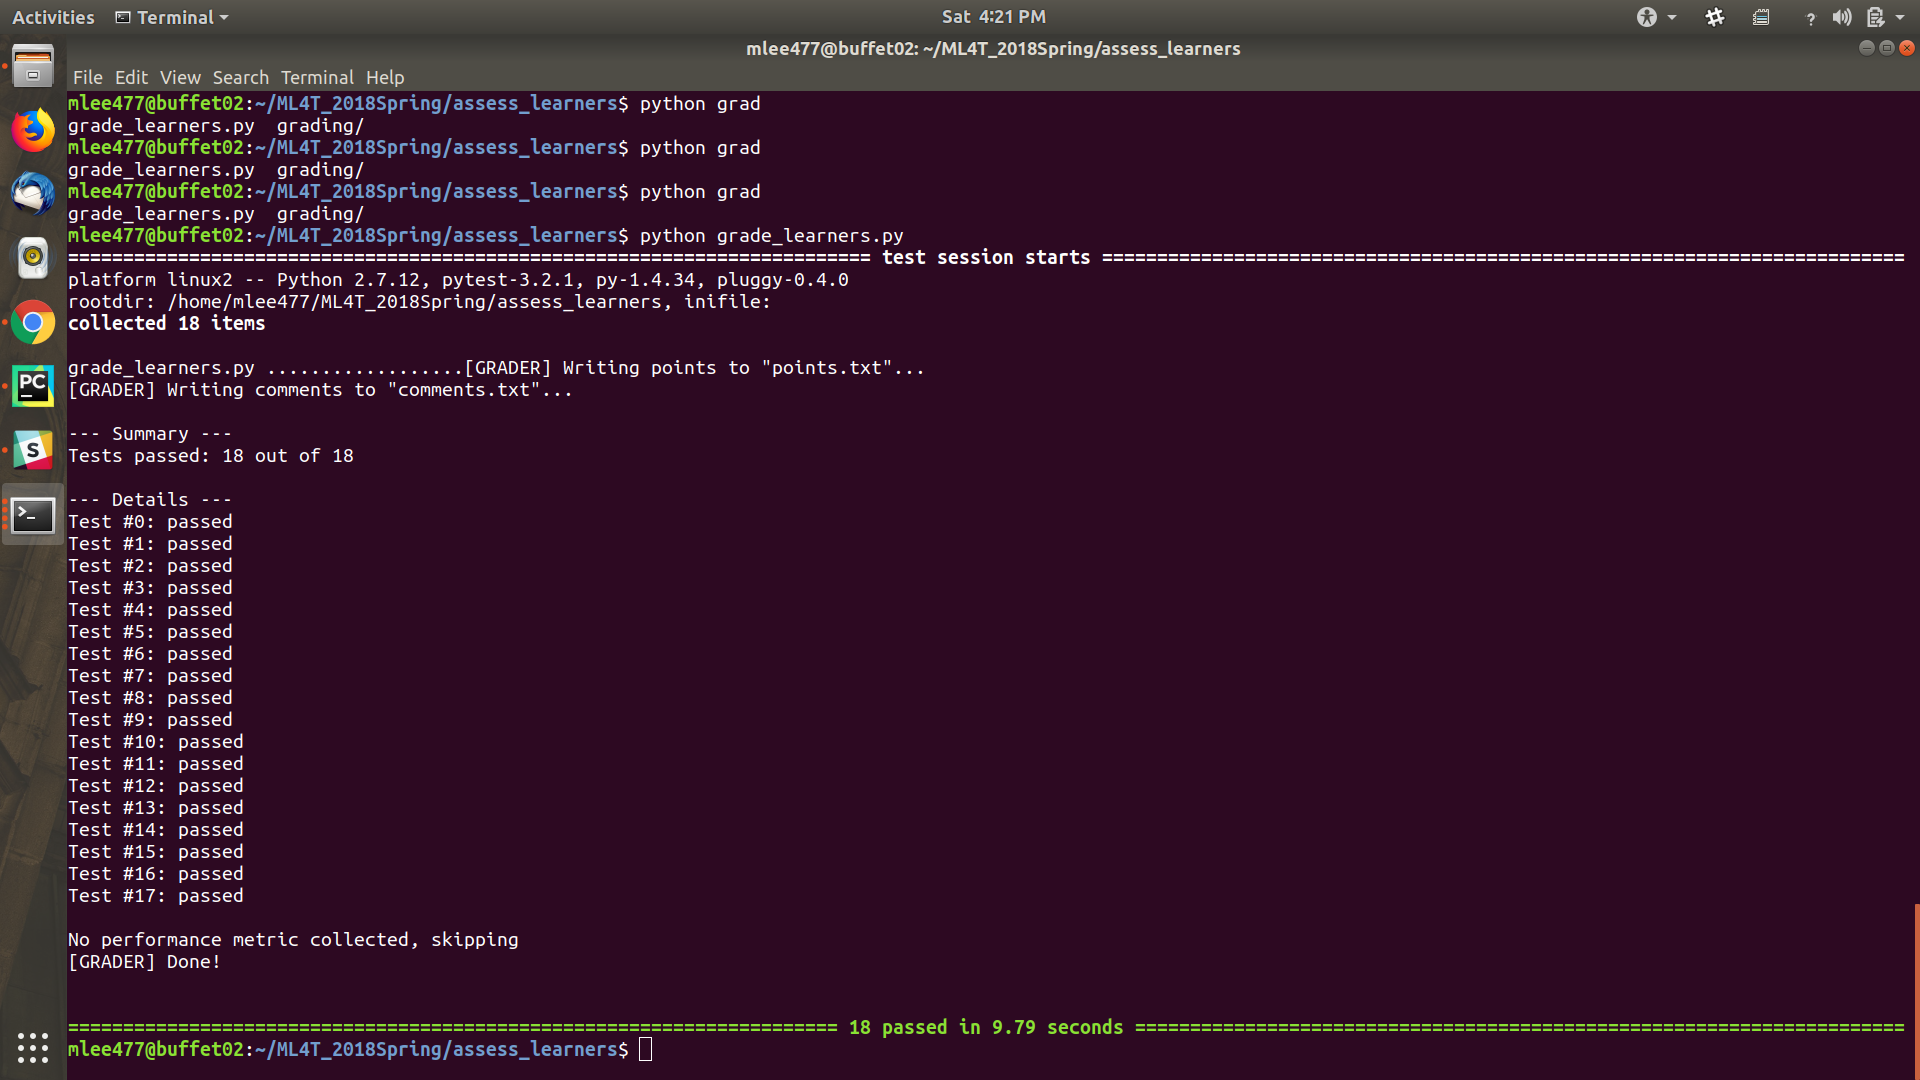 Activities Terminal Sat 4:21 PM ?
mlee477@buffet02: ~/ML4T_2018Spring/assess_learners
File Edit View Search Terminal Help
mlee477@buffet02:~/ML4T_2018Spring/assess_learners$ python grad
grade_learners.py  grading/
mlee477@buffet02:~/ML4T_2018Spring/assess_learners$ python grad
grade_learners.py  grading/
mlee477@buffet02:~/ML4T_2018Spring/assess_learners$ python grad
grade_learners.py  grading/
mlee477@buffet02:~/ML4T_2018Spring/assess_learners$ python grade_learners.py
========================================================================= test session starts =========================================================================
platform linux2 -- Python 2.7.12, pytest-3.2.1, py-1.4.34, pluggy-0.4.0
rootdir: /home/mlee477/ML4T_2018Spring/assess_learners, inifile:
collected 18 items
grade_learners.py ..................[GRADER] Writing points to "points.txt"...
[GRADER] Writing comments to "comments.txt"...
--- Summary ---
Tests passed: 18 out of 18
--- Details ---
Test #0: passed
Test #1: passed
Test #2: passed
Test #3: passed
Test #4: passed
Test #5: passed
Test #6: passed
Test #7: passed
Test #8: passed
Test #9: passed
Test #10: passed
Test #11: passed
Test #12: passed
Test #13: passed
Test #14: passed
Test #15: passed
Test #16: passed
Test #17: passed
No performance metric collected, skipping
[GRADER] Done!
====================================================================== 18 passed in 9.79 seconds ======================================================================
mlee477@buffet02:~/ML4T_2018Spring/assess_learners$
PC
S